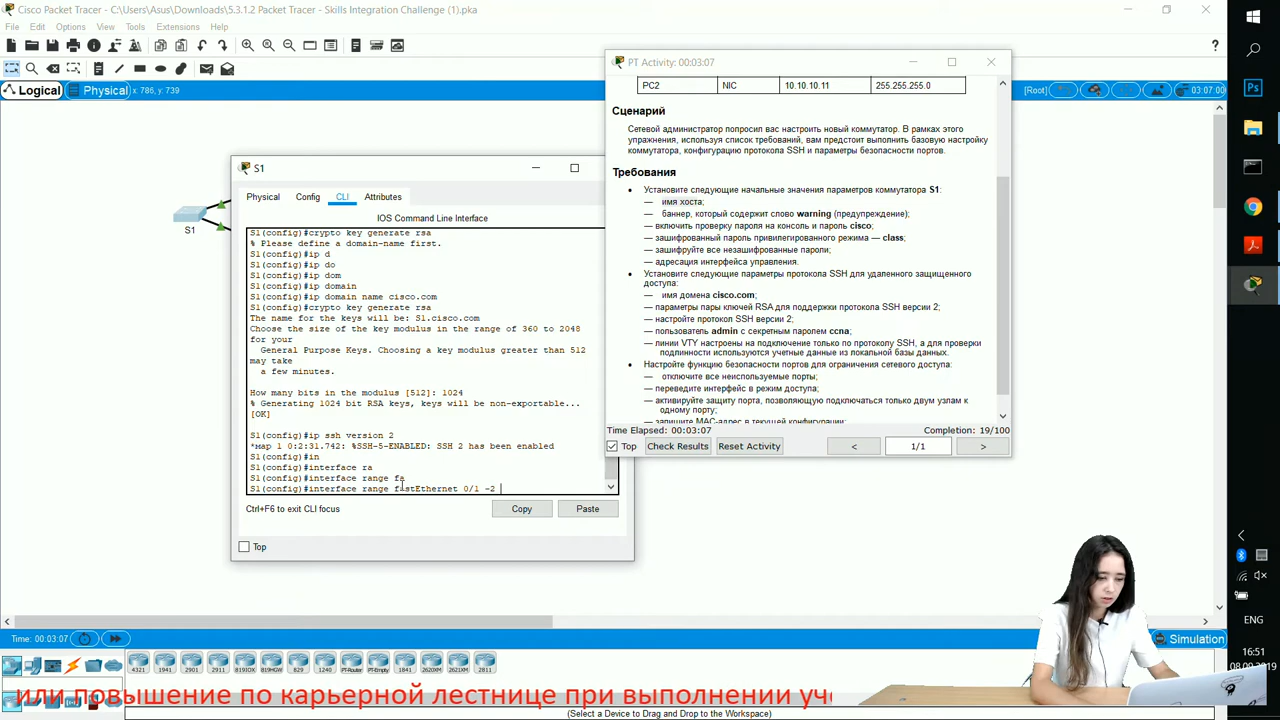 Cisco Packet Tracer - C:\Users\Asus\Downloads\5.3.1.2 Packet Tracer - Skills Integration Challenge (1).pka
File Edit Options View Tools Extensions Help
Logical Physical x: 786, y: 739
[Root] 03:07:00
S1
S1
Physical Config CLI Attributes
IOS Command Line Interface
S1(config)#crypto key generate rsa
% Please define a domain-name first.
S1(config)#ip d
S1(config)#ip do
S1(config)#ip dom
S1(config)#ip domain
S1(config)#ip domain name cisco.com
S1(config)#crypto key generate rsa
The name for the keys will be: S1.cisco.com
Choose the size of the key modulus in the range of 360 to 2048
for your
General Purpose Keys. Choosing a key modulus greater than 512
may take
a few minutes.
How many bits in the modulus [512]: 1024
% Generating 1024 bit RSA keys, keys will be non-exportable...
[OK]
S1(config)#ip ssh version 2
*Мар 1 0:2:31.742: %SSH-5-ENABLED: SSH 2 has been enabled
S1(config)#in
S1(config)#interface ra
S1(config)#interface range fa
S1(config)#interface range fastEthernet 0/1 -2
Ctrl+F6 to exit CLI focus
Copy Paste
Top
PT Activity: 00:03:07
PC2 NIC 10.10.10.11 255.255.255.0
Сценарий
Сетевой администратор попросил вас настроить новый коммутатор. В рамках этого
упражнения, используя список требований, вам предстоит выполнить базовую настройку
коммутатора, конфигурацию протокола SSH и параметры безопасности портов.
Требования
• Установите следующие начальные значения параметров коммутатора S1:
— имя хоста;
— баннер, который содержит слово warning (предупреждение);
— включить проверку пароля на консоль и пароль cisco;
— зашифрованный пароль привилегированного режима — class;
— зашифруйте все незашифрованные пароли;
— адресация интерфейса управления.
• Установите следующие параметры протокола SSH для удаленного защищенного
доступа:
— имя домена cisco.com;
— параметры пары ключей RSA для поддержки протокола SSH версии 2;
— настройте протокол SSH версии 2;
— пользователь admin с секретным паролем ccna;
— линии VTY настроены на подключение только по протоколу SSH, а для проверки
подлинности используются учетные данные из локальной базы данных.
• Настройте функцию безопасности портов для ограничения сетевого доступа:
— отключите все неиспользуемые порты;
— переведите интерфейс в режим доступа;
— активируйте защиту порта, позволяющую подключаться только двум узлам к
одному порту;
— запишите MAC-адрес в текущей конфигурации;
Time Elapsed: 00:03:07 Completion: 19/100
Top Check Results Reset Activity < 1/1 >
Time: 00:03:07
Simulation
4321 1941 2901 2911 819IOX 819HGW 829 1240 PT-Router PT-Empty 1841 2620XM 2621XM 2811
или повышение по карьерной лестнице при выполнении уч
(Select a Device to Drag and Drop to the Workspace)
Ps
ENG
16:51